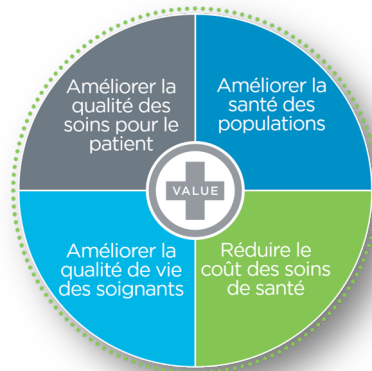 Améliorer la
qualité des
soins pour le
patient
Améliorer la
santé des
populations
VALUE
Améliorer la
qualité de vie
des soignants
Réduire le
coût des soins
de santé